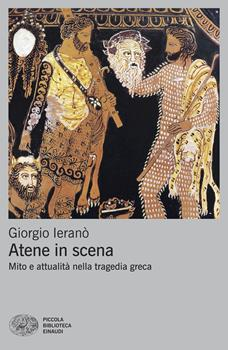 Giorgio Ieranò
Atene in scena
Mito e attualità nella tragedia greca
PICCOLA
BIBLIOTECA
EINAUDI